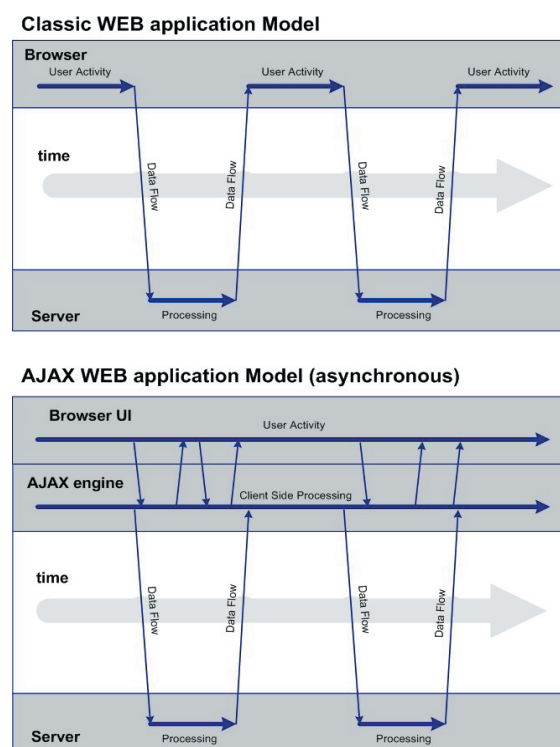 Classic WEB application Model
Browser
User Activity
User Activity
User Activity
time
Data Flow
Data Flow
Data Flow
Data Flow
Server
Processing
Processing
AJAX WEB application Model (asynchronous)
Browser UI
User Activity
AJAX engine
Client Side Processing
time
Data Flow
Data Flow
Data Flow
Data Flow
Server
Processing
Processing